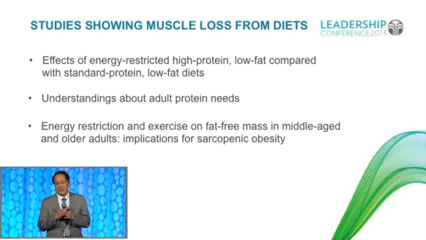 STUDIES SHOWING MUSCLE LOSS FROM DIETS
LEADERSHIP
CONFERENCE2013
• Effects of energy-restricted high-protein, low-fat compared
with standard-protein, low-fat diets
• Understandings about adult protein needs
• Energy restriction and exercise on fat-free mass in middle-aged
and older adults: implications for sarcopenic obesity